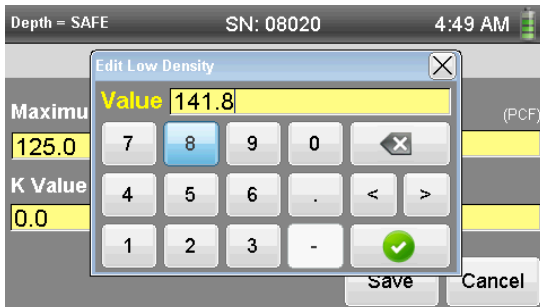 Depth = SAFE SN: 08020 4:49 AM
Edit Low Density
Value 141.8
Maximu (PCF)
125.0
7 8 9 0
K Value
4 5 6 . < >
0.0
1 2 3 -
Save Cancel